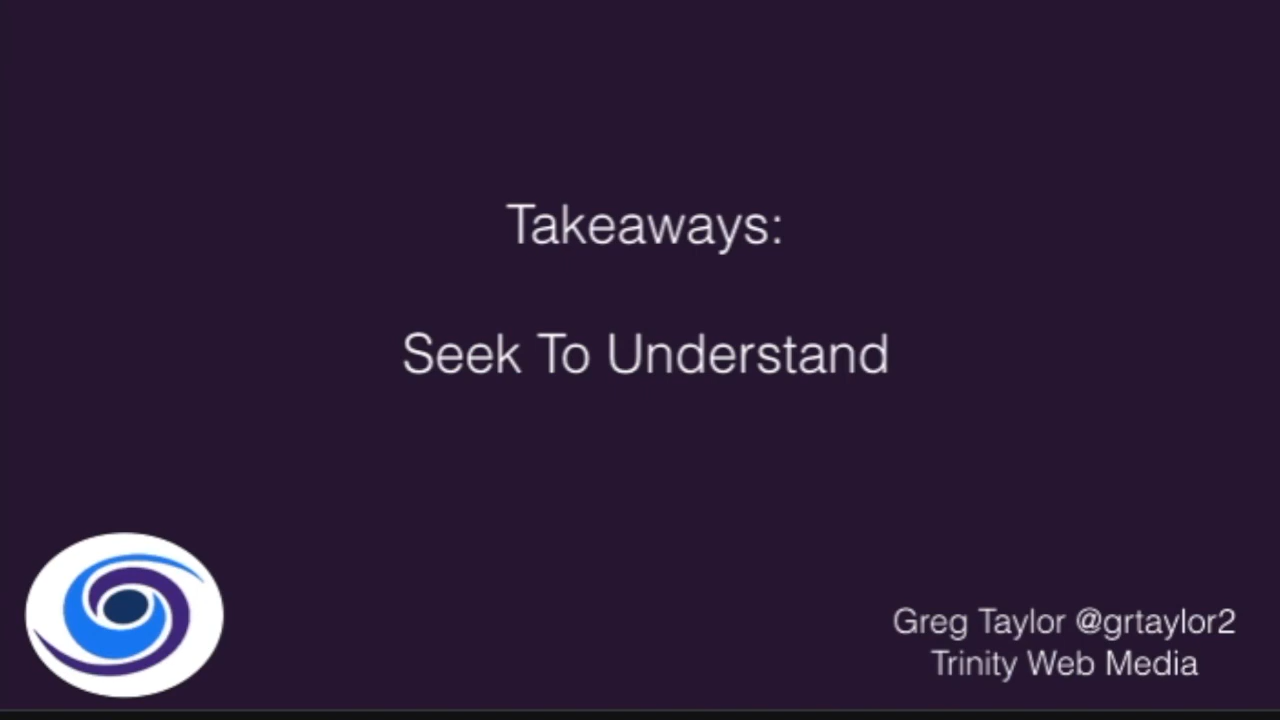 Takeaways:
Seek To Understand
Greg Taylor @grtaylor2
Trinity Web Media